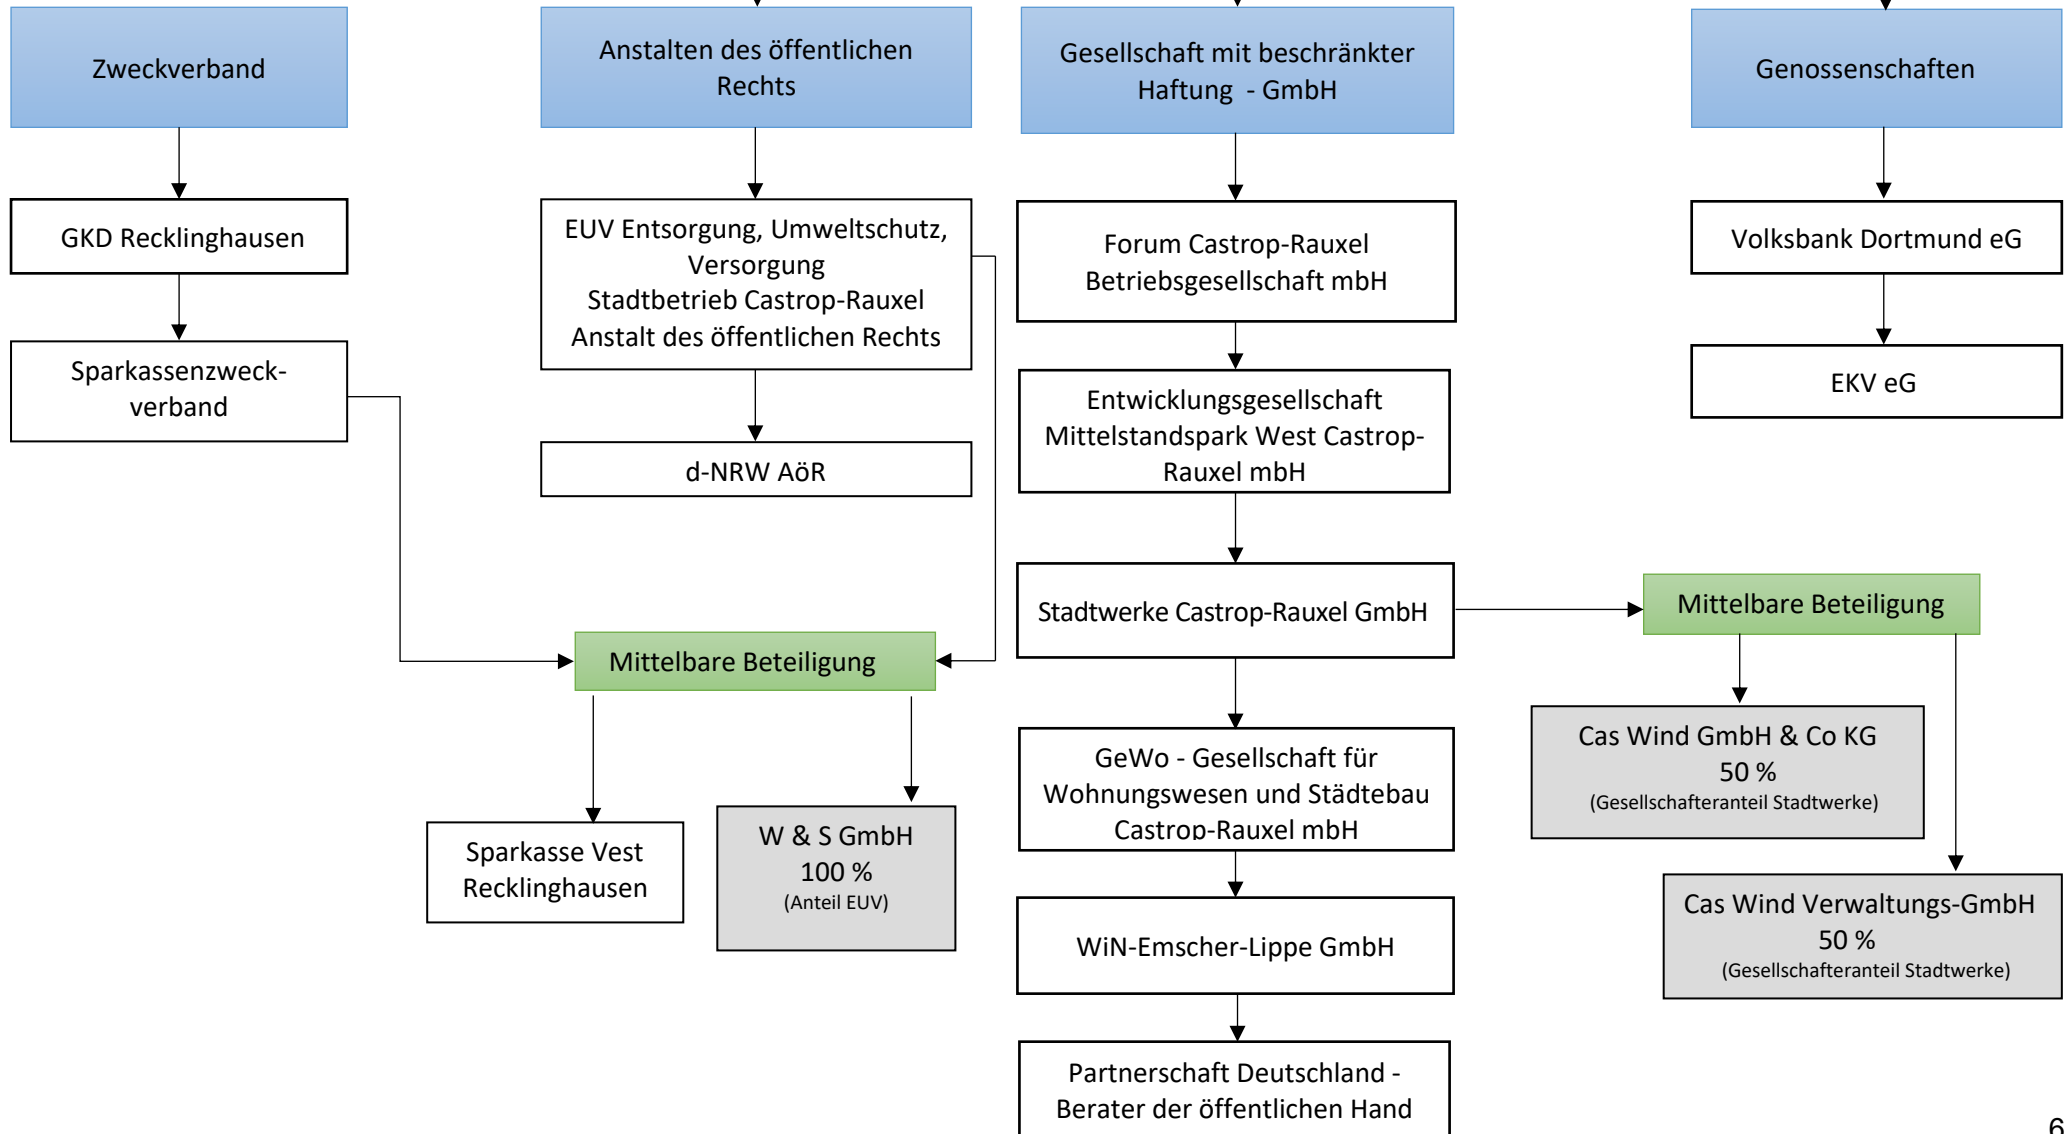 Zweckverband
Anstalten des öffentlichen
Rechts
Gesellschaft mit beschränkter
Haftung - GmbH
Genossenschaften
GKD Recklinghausen
Sparkassenzweck-
verband
EUV Entsorgung, Umweltschutz,
Versorgung
Stadtbetrieb Castrop-Rauxel
Anstalt des öffentlichen Rechts
d-NRW AöR
Mittelbare Beteiligung
Sparkasse Vest
Recklinghausen
W & S GmbH
100 %
(Anteil EUV)
Forum Castrop-Rauxel
Betriebsgesellschaft mbH
Entwicklungsgesellschaft
Mittelstandspark West Castrop-
Rauxel mbH
Stadtwerke Castrop-Rauxel GmbH
GeWo - Gesellschaft für
Wohnungswesen und Städtebau
Castrop-Rauxel mbH
WiN-Emscher-Lippe GmbH
Partnerschaft Deutschland -
Berater der öffentlichen Hand
Volksbank Dortmund eG
EKV eG
Mittelbare Beteiligung
Cas Wind GmbH & Co KG
50 %
(Gesellschafteranteil Stadtwerke)
Cas Wind Verwaltungs-GmbH
50 %
(Gesellschafteranteil Stadtwerke)
6